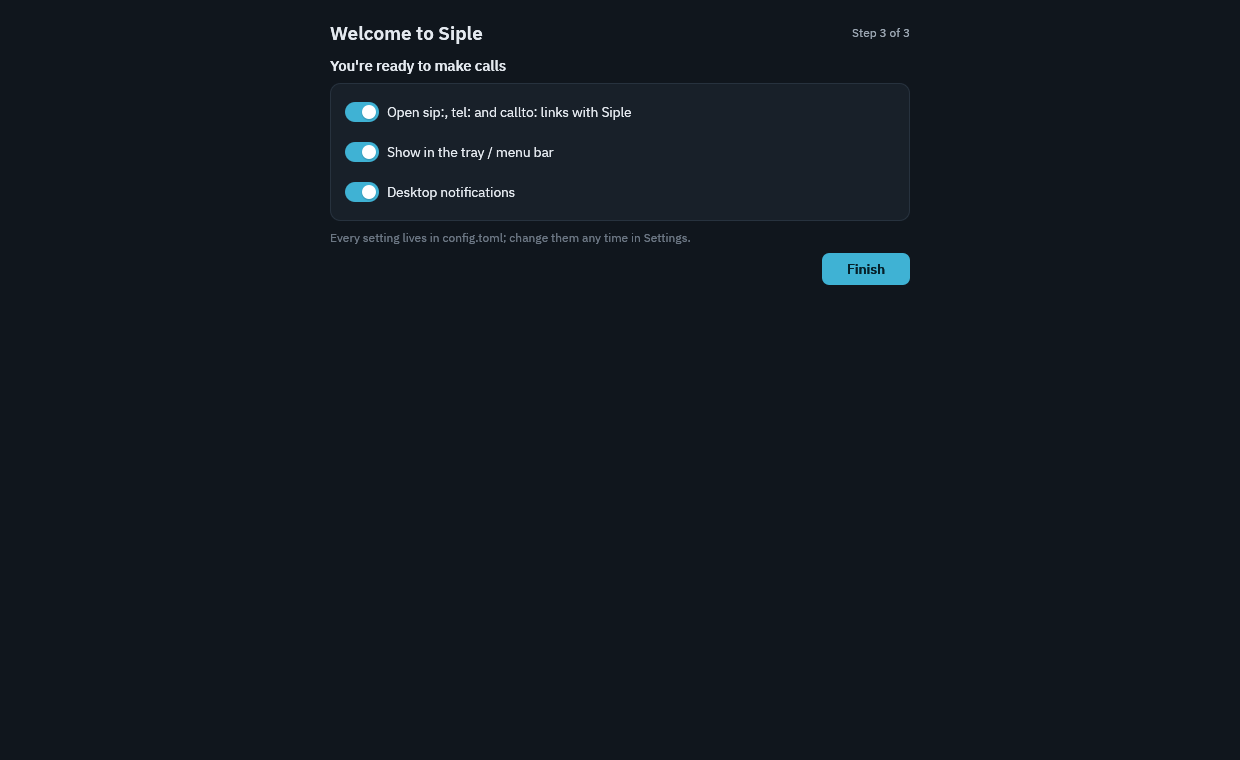 Welcome to Siple
Step 3 of 3
You're ready to make calls
Open sip:, tel: and callto: links with Siple
Show in the tray / menu bar
Desktop notifications
Every setting lives in config.toml; change them any time in Settings.
Finish